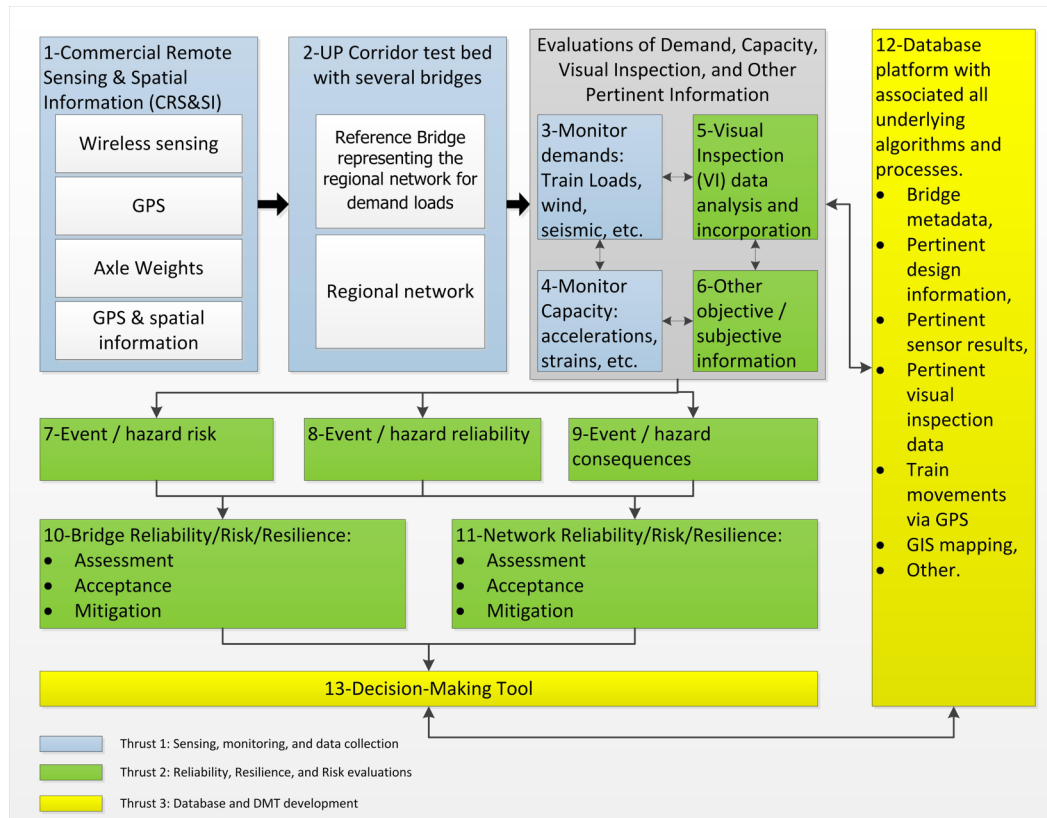 1-Commercial Remote
Sensing & Spatial
Information (CRS&SI)
Wireless sensing
GPS
Axle Weights
GPS & spatial
information
2-UP Corridor test bed
with several bridges
Reference Bridge
representing the
regional network for
demand loads
Regional network
Evaluations of Demand, Capacity,
Visual Inspection, and Other
Pertinent Information
3-Monitor
demands:
Train Loads,
wind,
seismic, etc.
5-Visual
Inspection
(VI) data
analysis and
incorporation
4-Monitor
Capacity:
accelerations,
strains, etc.
6-Other
objective /
subjective
information
12-Database
platform with
associated all
underlying
algorithms and
processes.
• Bridge
metadata,
• Pertinent
design
information,
• Pertinent
sensor results,
• Pertinent
visual
inspection
data
• Train
movements
via GPS
• GIS mapping,
• Other.
7-Event / hazard risk
8-Event / hazard reliability
9-Event / hazard
consequences
10-Bridge Reliability/Risk/Resilience:
• Assessment
• Acceptance
• Mitigation
11-Network Reliability/Risk/Resilience:
• Assessment
• Acceptance
• Mitigation
13-Decision-Making Tool
Thrust 1: Sensing, monitoring, and data collection
Thrust 2: Reliability, Resilience, and Risk evaluations
Thrust 3: Database and DMT development